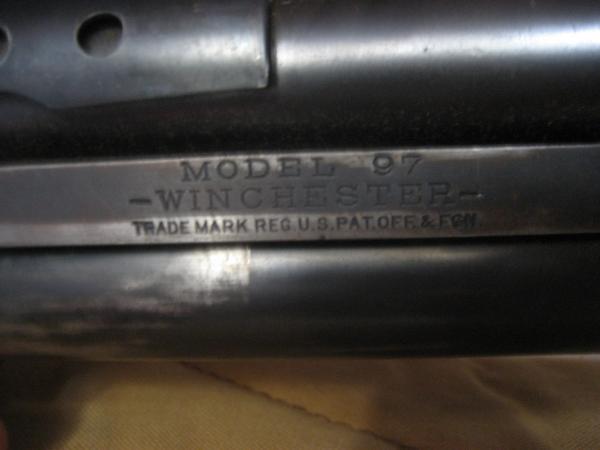 MODEL 97
-WINCHESTER-
TRADE MARK REG. U.S. PAT. OFF. & FGN.